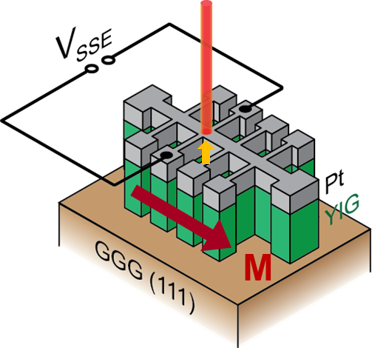 VSSE
Pt
YIG
M
GGG (111)